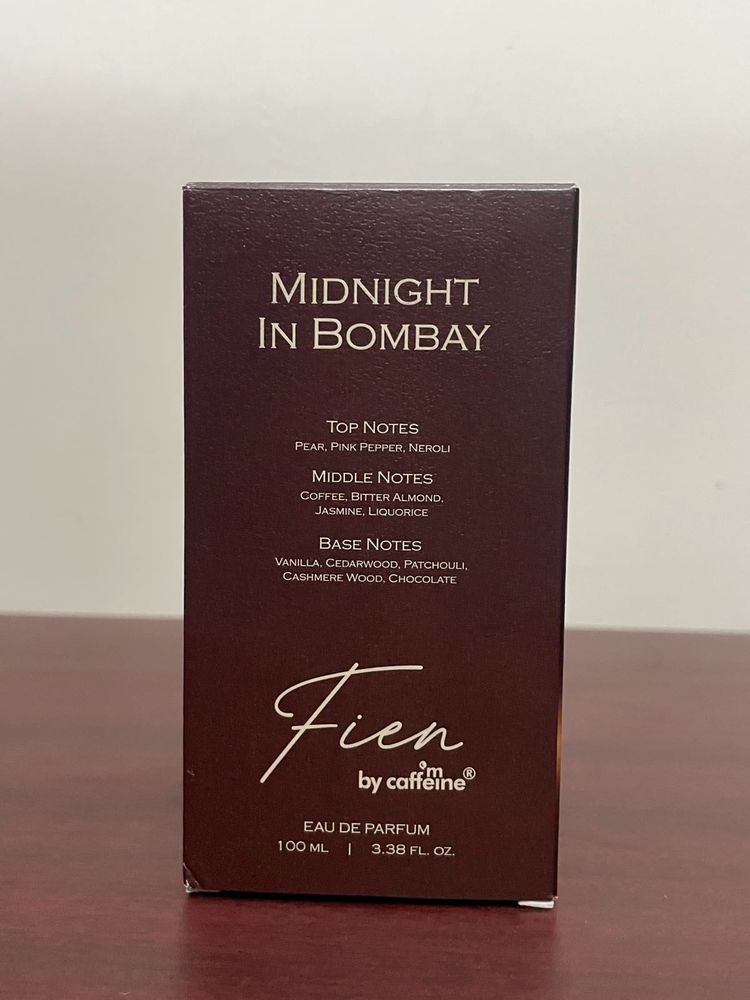 MIDNIGHT
IN BOMBAY
TOP NOTES
PEAR, PINK PEPPER, NEROLI
MIDDLE NOTES
COFFEE, BITTER ALMOND,
JASMINE, LIQUORICE
BASE NOTES
VANILLA, CEDARWOOD, PATCHOULI,
CASHMERE WOOD, CHOCOLATE
Fien
by caffeine'm®
EAU DE PARFUM
100 ML | 3.38 FL. OZ.